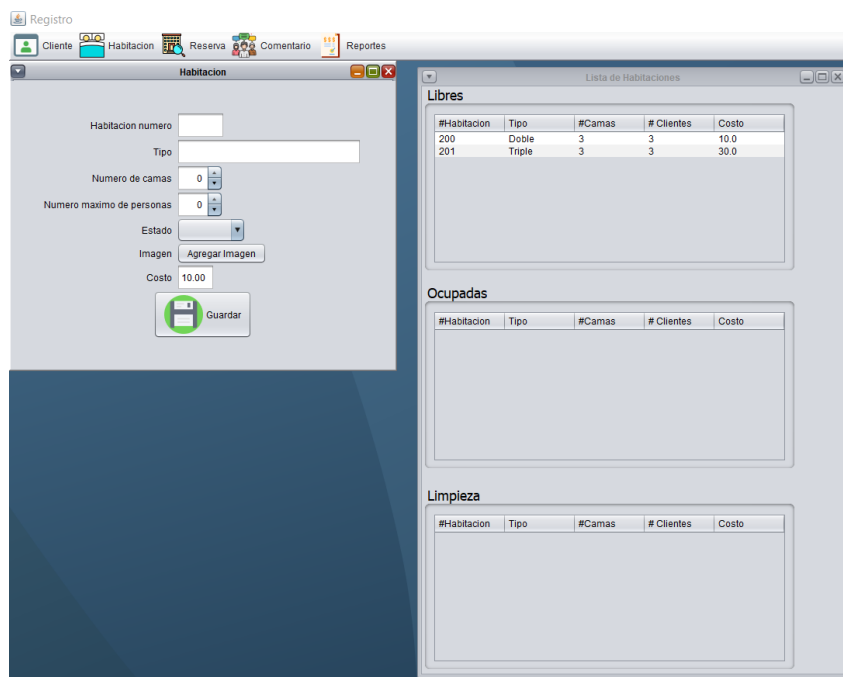 Registro
Cliente Habitacion Reserva Comentario Reportes
Habitacion
Habitacion numero
Tipo
Numero de camas 0
Numero maximo de personas 0
Estado
Imagen Agregar Imagen
Costo 10.00
Guardar
Lista de Habitaciones
Libres
#Habitacion Tipo #Camas # Clientes Costo
200 Doble 3 3 10.0
201 Triple 3 3 30.0
Ocupadas
#Habitacion Tipo #Camas # Clientes Costo
Limpieza
#Habitacion Tipo #Camas # Clientes Costo